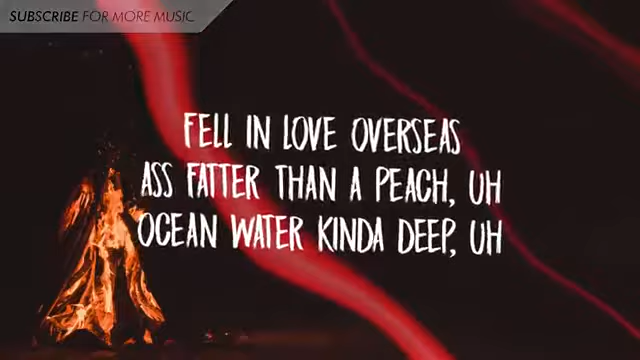 SUBSCRIBE FOR MORE MUSIC
FELL IN LOVE OVERSEAS
ASS FATTER THAN A PEACH, UH
OCEAN WATER KINDA DEEP, UH